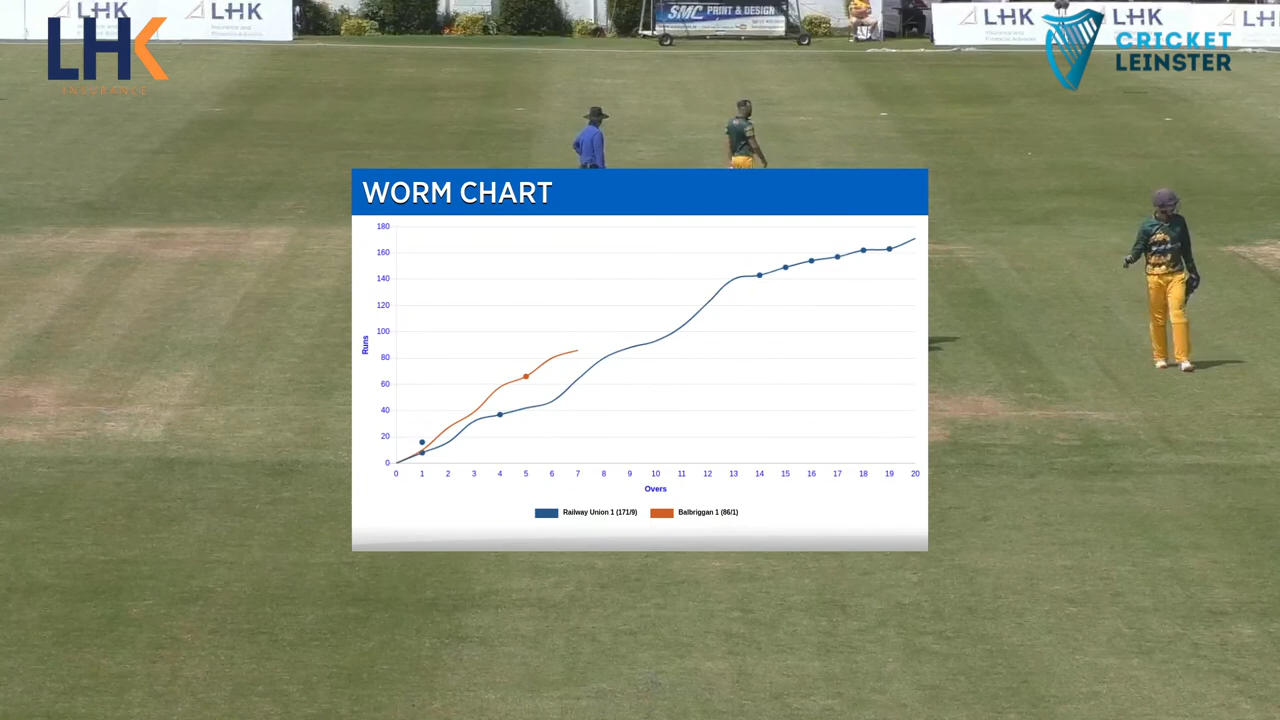 LHK
INSURANCE
LHK
LHK
SMC PRINT & DESIGN
LHK
LHK
LH
CRICKET
LEINSTER
WORM CHART
180
160
140
120
100
80
60
40
20
0
Runs
0 1 2 3 4 5 6 7 8 9 10 11 12 13 14 15 16 17 18 19 20
Overs
Railway Union 1 (171/9) Balbriggan 1 (86/1)